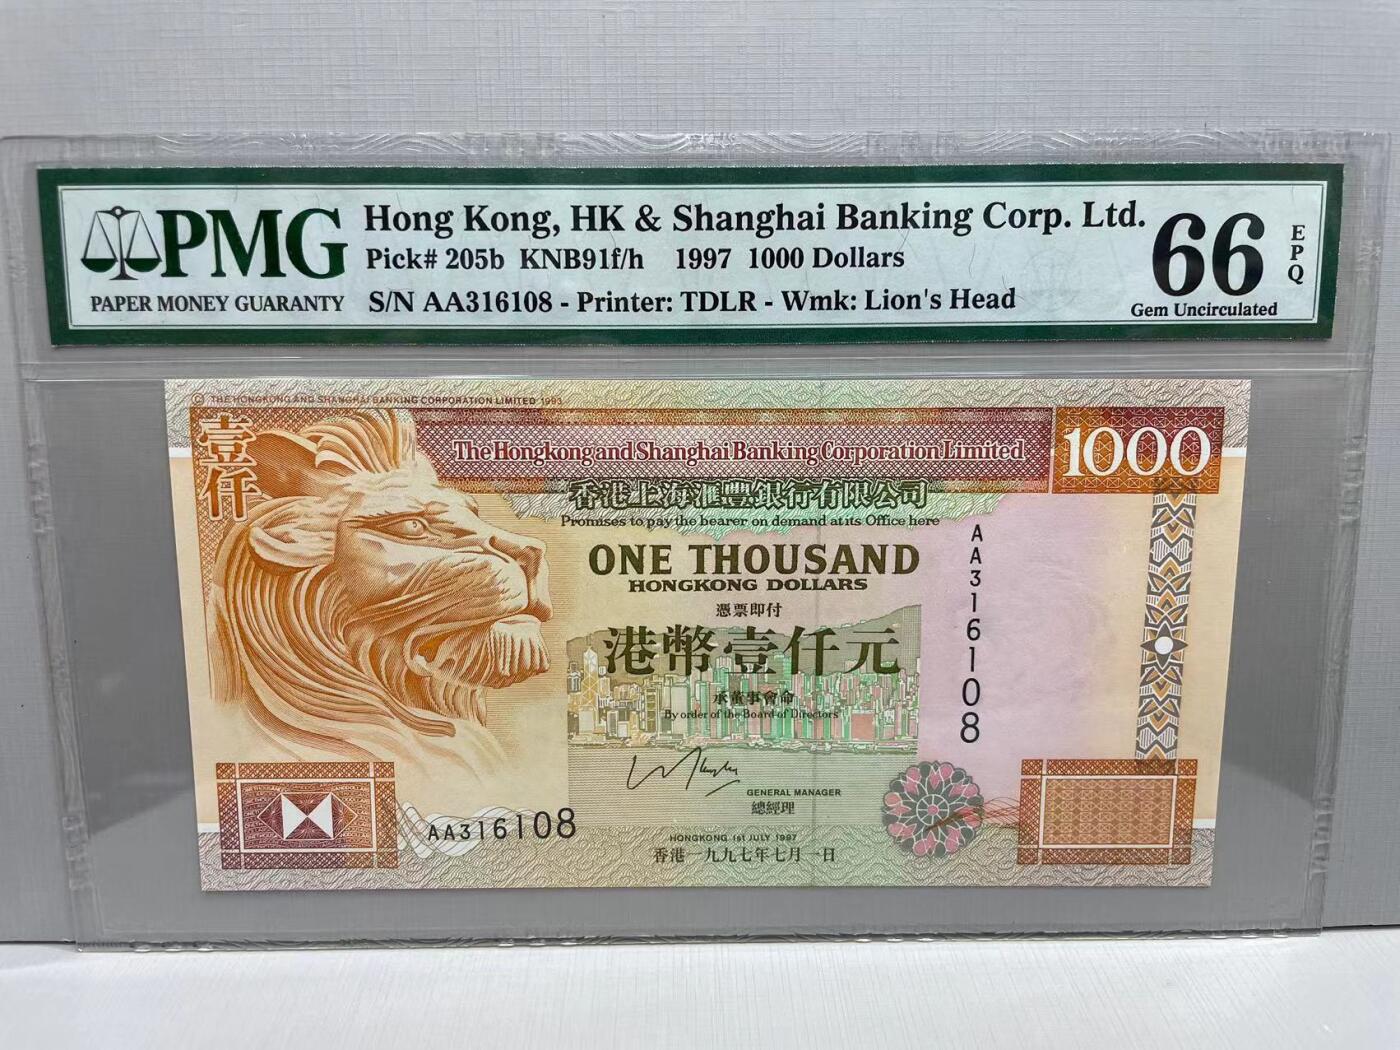 PMG
PAPER MONEY GUARANTY
Hong Kong, HK & Shanghai Banking Corp. Ltd.
Pick# 205b KNB91f/h 1997 1000 Dollars
S/N AA316108 - Printer: TDLR - Wmk: Lion's Head
66
EPQ
Gem Uncirculated
© THE HONGKONG AND SHANGHAI BANKING CORPORATION LIMITED 1993
壹仟
The Hongkong and Shanghai Banking Corporation Limited
1000
香港上海滙豐銀行有限公司
Promises to pay the bearer on demand at its Office here
ONE THOUSAND
HONGKONG DOLLARS
憑票即付
港幣壹仟元
承董事會命
By order of the Board of Directors
AA316108
GENERAL MANAGER
總經理
AA316108
HONGKONG 1st JULY 1997
香港一九九七年七月一日